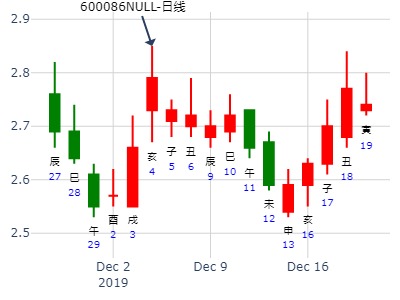 600086NULL-日线
2.9
2.8
2.7
2.6
2.5
辰
27
巳
28
午
29
酉
2
戌
3
亥
4
子
5
丑
6
辰
9
巳
10
午
11
未
12
申
13
亥
16
子
17
丑
18
寅
19
Dec 2
2019
Dec 9
Dec 16